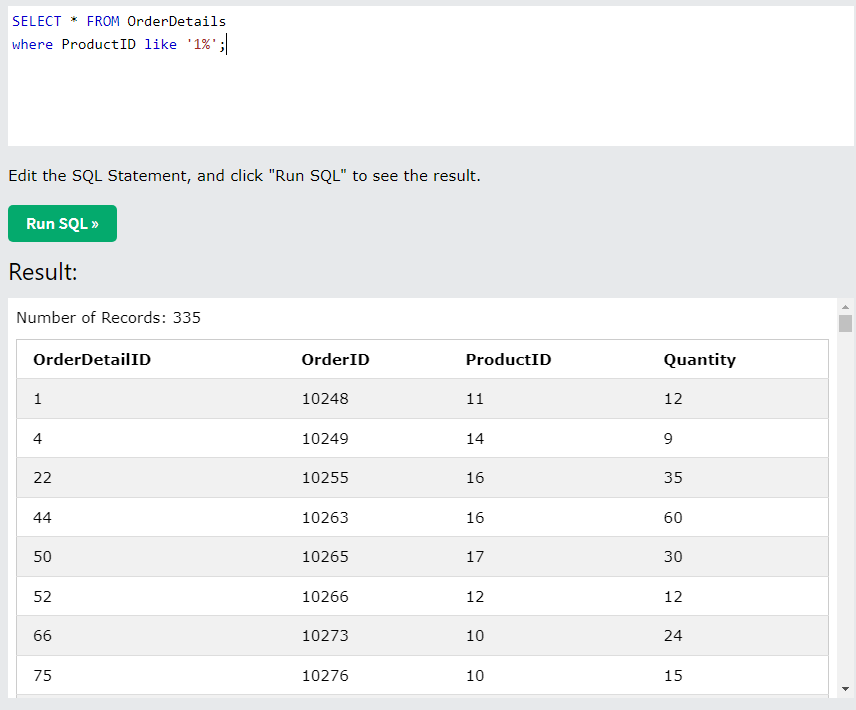 SELECT * FROM OrderDetails
where ProductID like '1%';
Edit the SQL Statement, and click "Run SQL" to see the result.
Run SQL »
Result:
Number of Records: 335
OrderDetailID OrderID ProductID Quantity
1 10248 11 12
4 10249 14 9
22 10255 16 35
44 10263 16 60
50 10265 17 30
52 10266 12 12
66 10273 10 24
75 10276 10 15